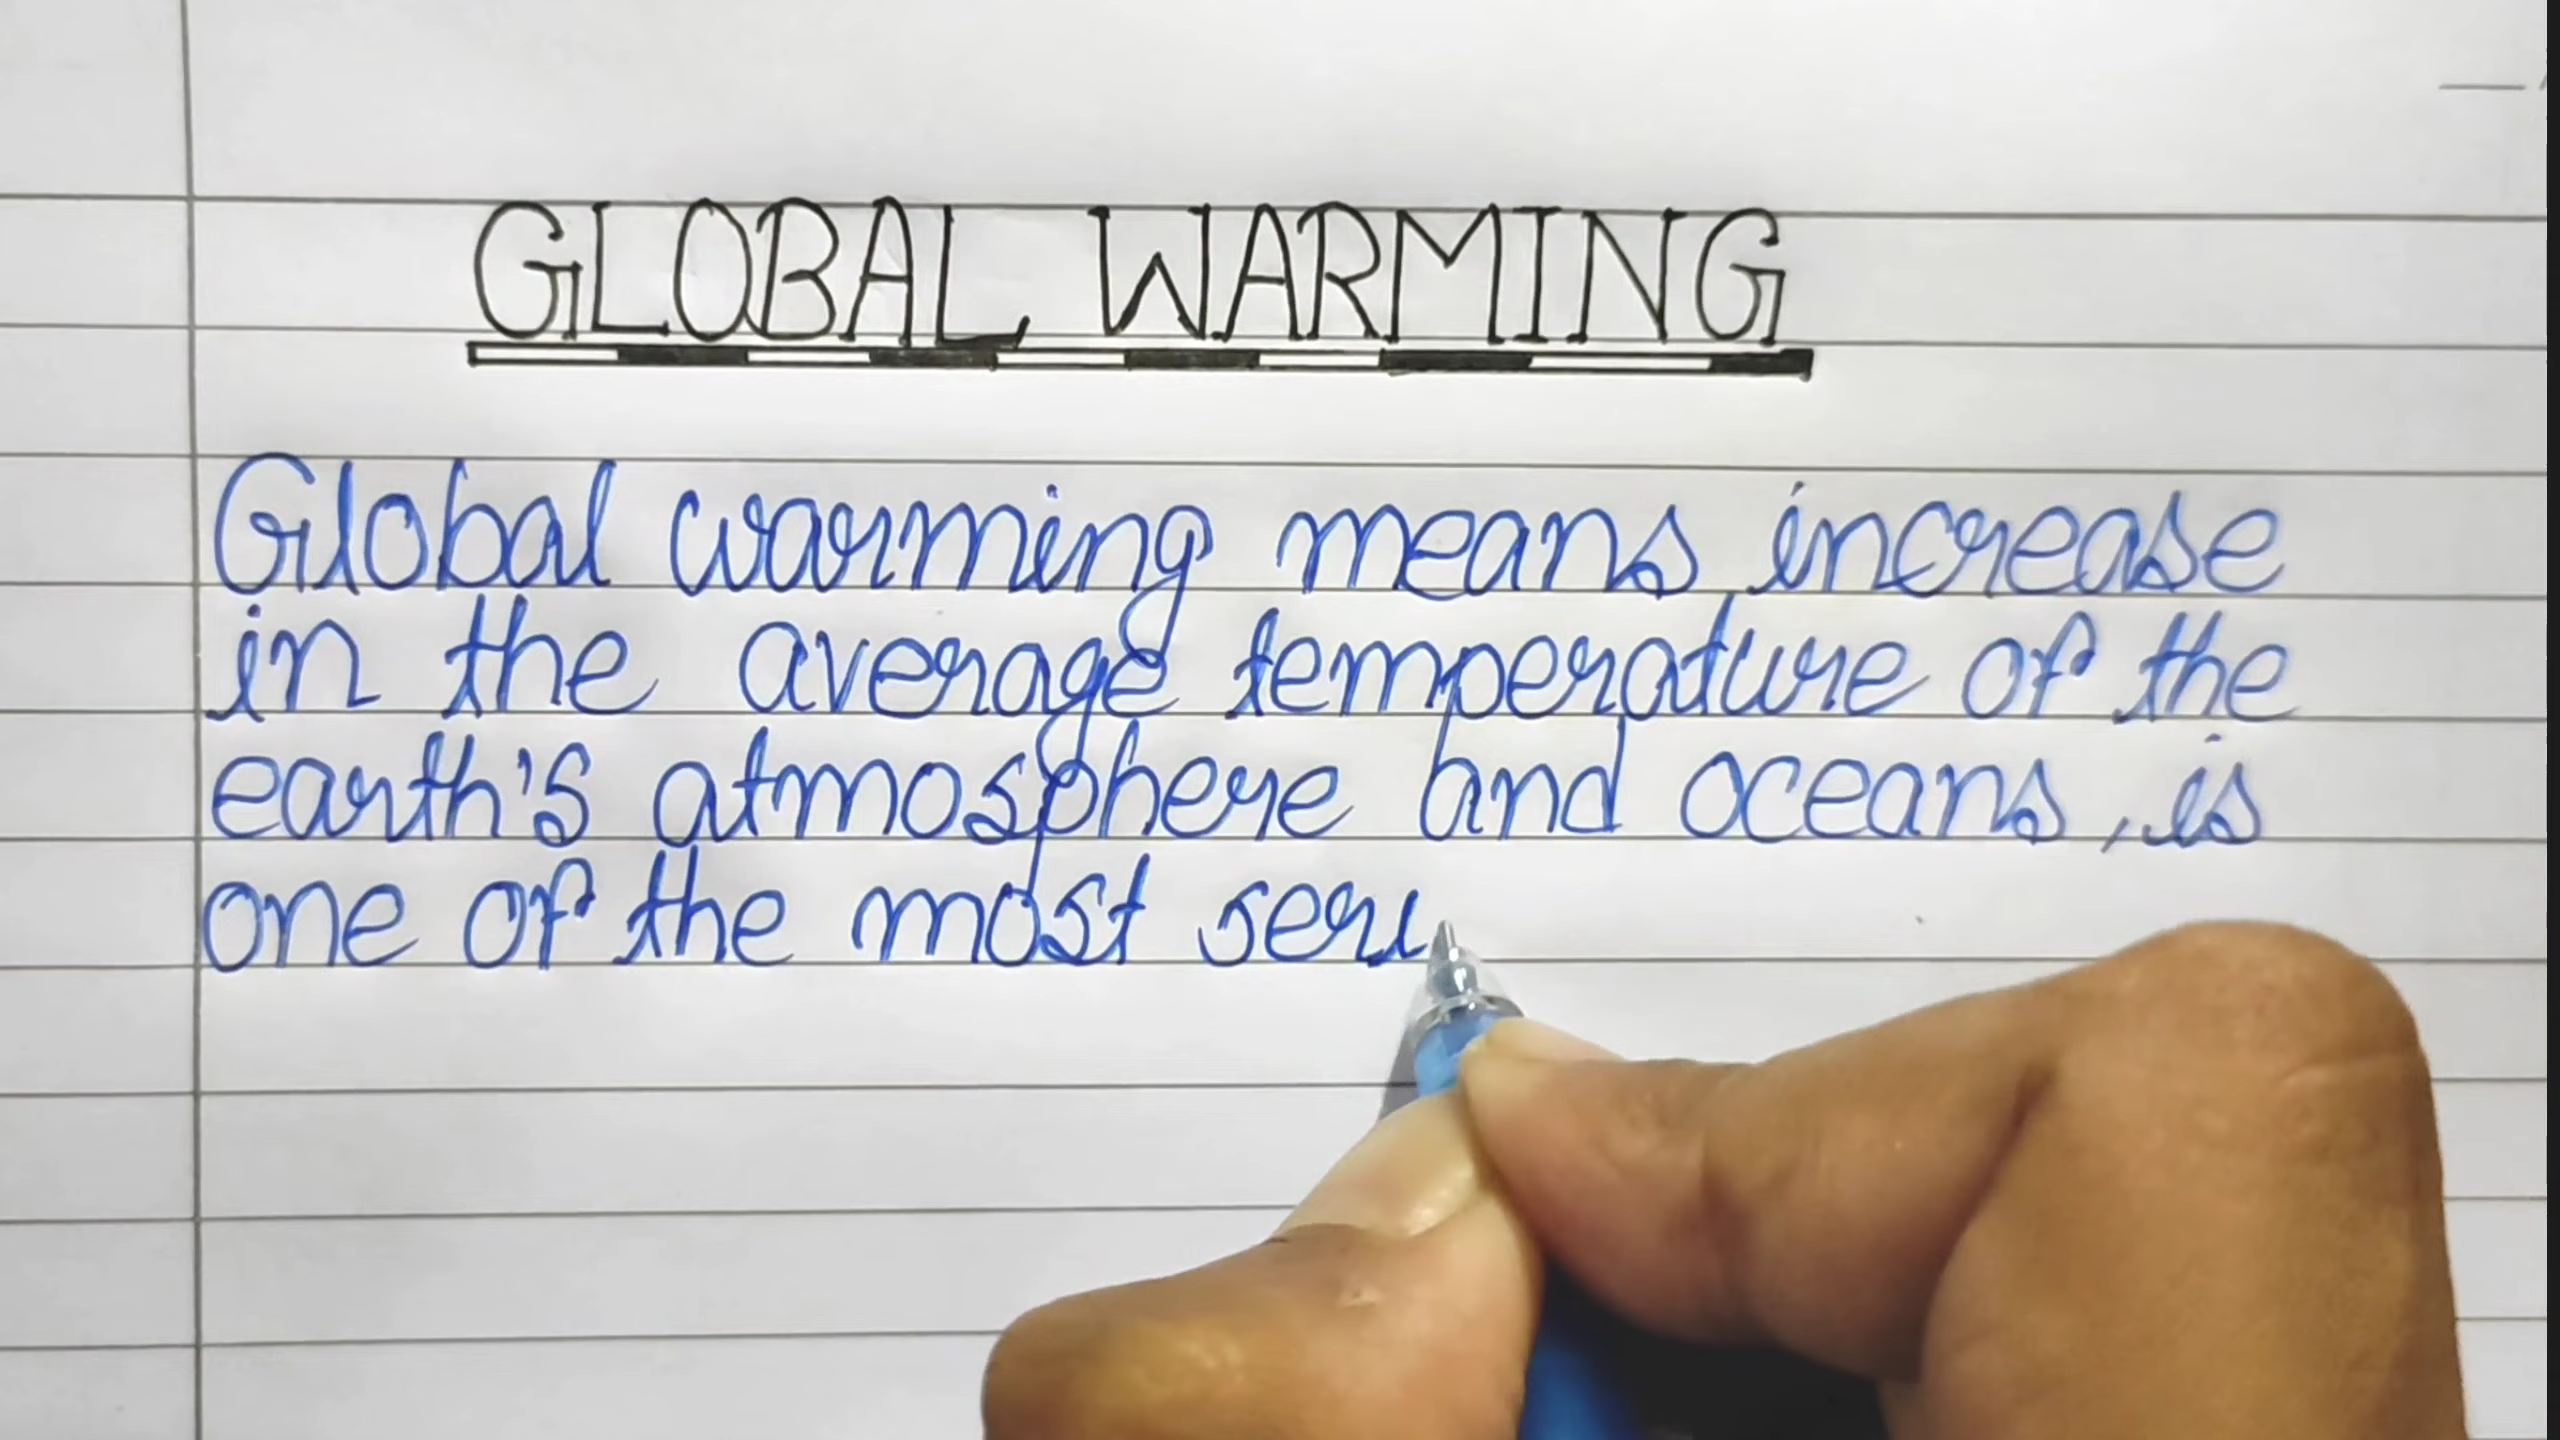 GLOBAL WARMING
Global warming means increase
in the average temperature of the
earth's atmosphere and oceans, is
one of the most seri